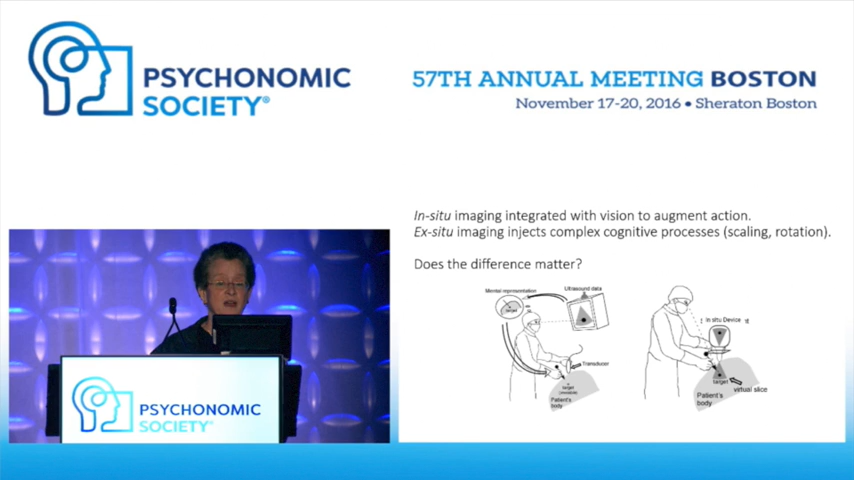 PSYCHONOMIC
SOCIETY®
57TH ANNUAL MEETING BOSTON
November 17-20, 2016 • Sheraton Boston
In-situ imaging integrated with vision to augment action.
Ex-situ imaging injects complex cognitive processes (scaling, rotation).
Does the difference matter?
Mental representation
target
Ultrasound data
Transducer
target
(invisible)
Patient's
body
In situ Device
target
virtual slice
Patient's
body
PSYCHONOMIC
SOCIETY®